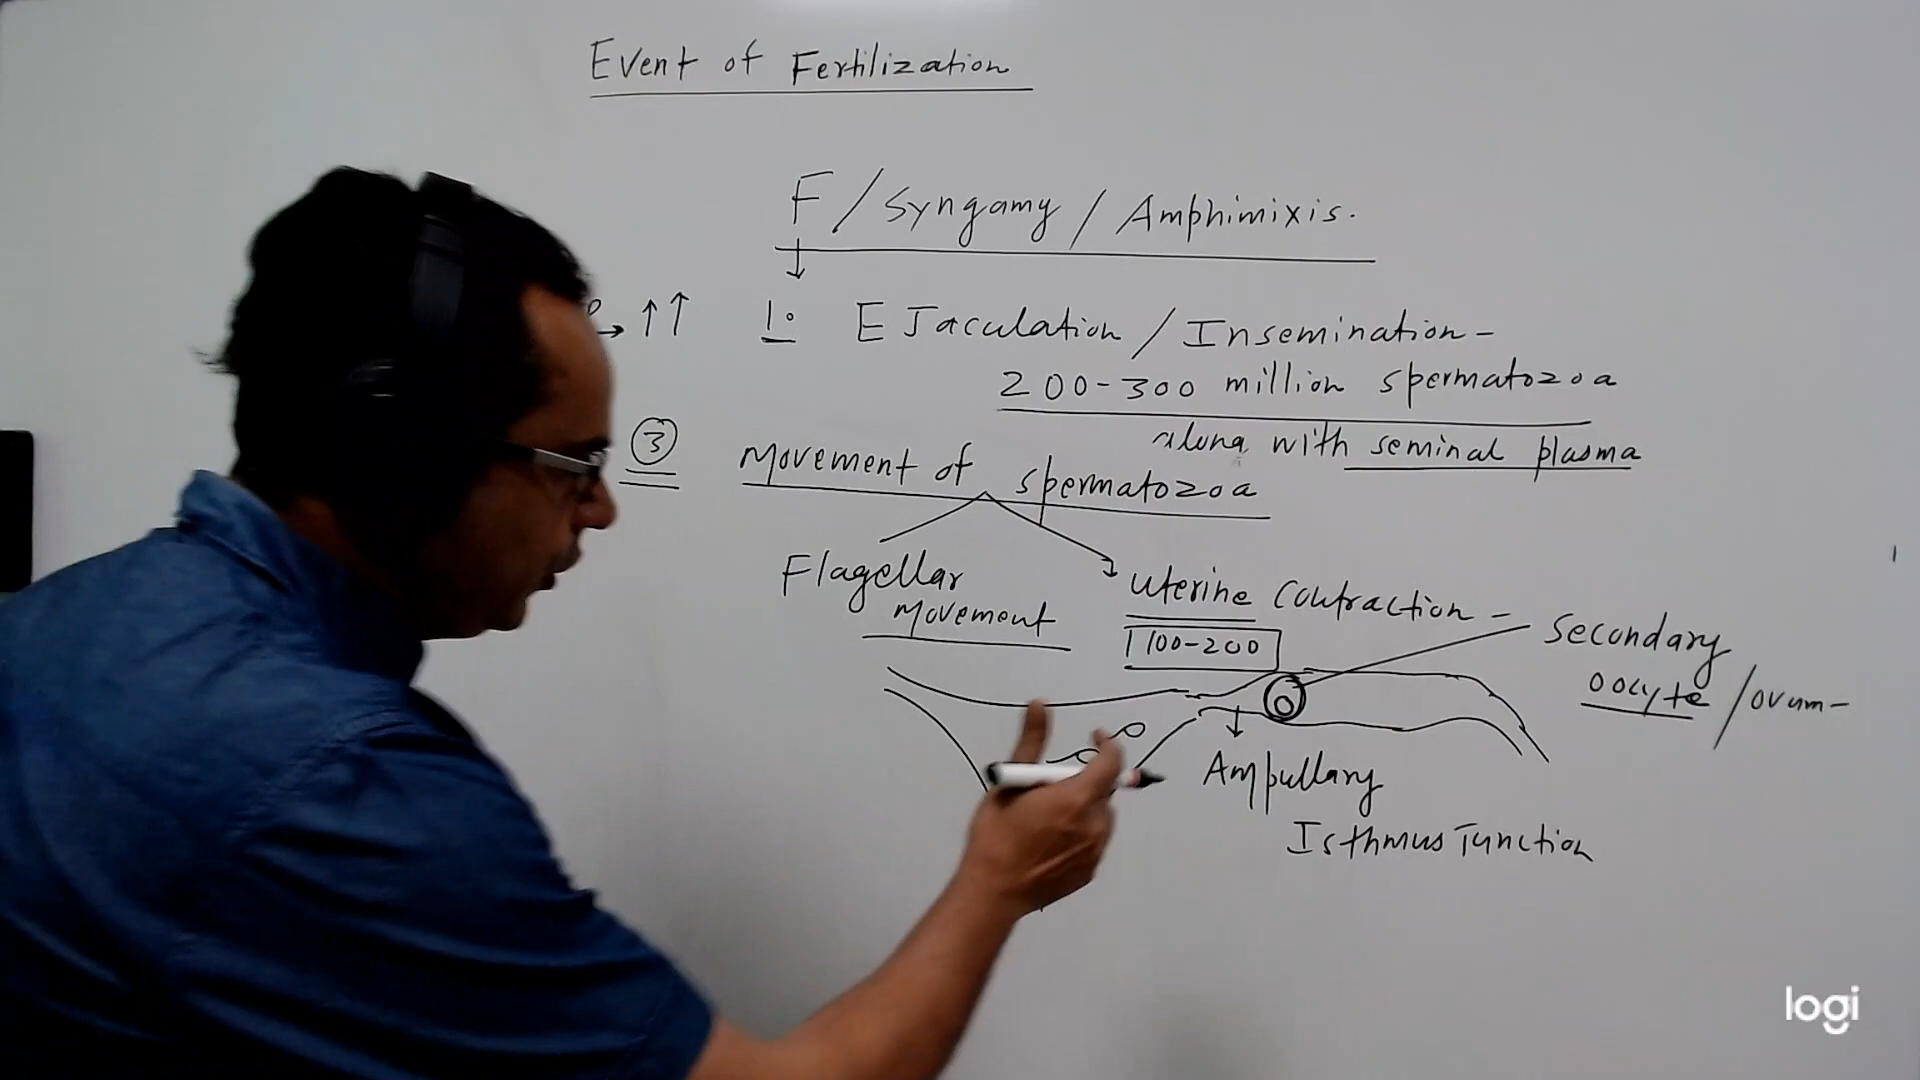 Event of Fertilization
F / Syngamy / Amphimixis.
↑↑ 1. EJaculation / Insemination -
200-300 million spermatozoa
along with seminal plasma
③ Movement of spermatozoa
Flagellar
Movement
Uterine Contraction -
100-200
Secondary
Oocyte / ovum -
Ampullary
Isthmus Junction
logi